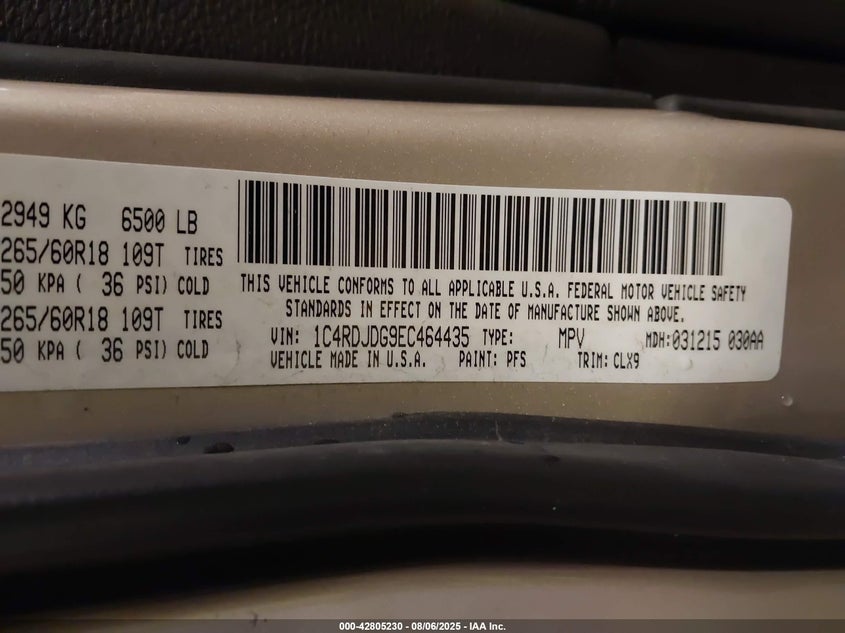 2949 KG 6500 LB
265/60R18 109T TIRES
50 KPA ( 36 PSI) COLD
265/60R18 109T TIRES
50 KPA ( 36 PSI) COLD
THIS VEHICLE CONFORMS TO ALL APPLICABLE U.S.A. FEDERAL MOTOR VEHICLE SAFETY
STANDARDS IN EFFECT ON THE DATE OF MANUFACTURE SHOWN ABOVE.
VIN: 1C4RDJDG9EC464435 TYPE: MPV MDH:031215 030AA
VEHICLE MADE IN U.S.A. PAINT: PFS TRIM: CLX9
000-42805230 - 08/06/2025 - IAA Inc.